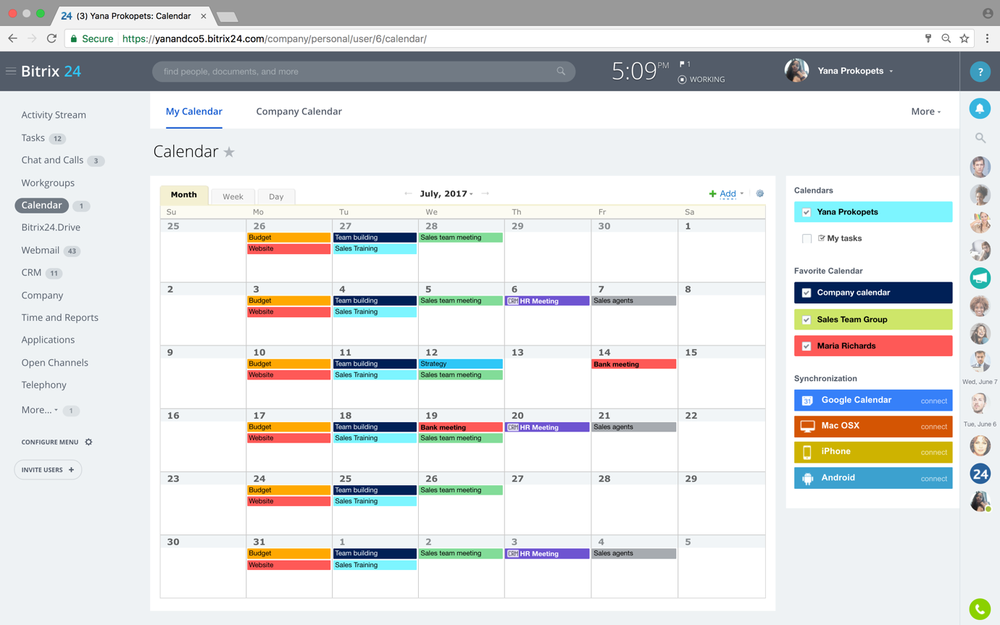 24 (3) Yana Prokopets: Calendar ×
Secure https://yanandco5.bitrix24.com/company/personal/user/6/calendar/
Bitrix 24
find people, documents, and more
5:09 PM
1
WORKING
Yana Prokopets
?
Activity Stream
Tasks 12
Chat and Calls 3
Workgroups
Calendar 1
Bitrix24.Drive
Webmail 43
CRM 11
Company
Time and Reports
Applications
Open Channels
Telephony
More... 1
CONFIGURE MENU
INVITE USERS +
My Calendar Company Calendar More
Calendar
Month Week Day
July, 2017
+ Add
Su Mo Tu We Th Fr Sa
25 26 27 28 29 30 1
Budget Team building Sales team meeting
Website Sales Training
2 3 4 5 6 7 8
Budget Team building Sales team meeting CRM HR Meeting Sales agents
Website Sales Training
9 10 11 12 13 14 15
Budget Team building Strategy Bank meeting
Website Sales Training Sales team meeting
16 17 18 19 20 21 22
Budget Team building Bank meeting CRM HR Meeting Sales agents
Website Sales Training Sales team meeting
23 24 25 26 27 28 29
Budget Team building Sales team meeting
Website Sales Training
30 31 1 2 3 4 5
Budget Team building Sales team meeting CRM HR Meeting Sales agents
Website Sales Training
Calendars
Yana Prokopets
My tasks
Favorite Calendar
Company calendar
Sales Team Group
Maria Richards
Synchronization
31 Google Calendar connect
Mac OSX connect
iPhone connect
Android connect
Wed, June 7
Tue, June 6
24